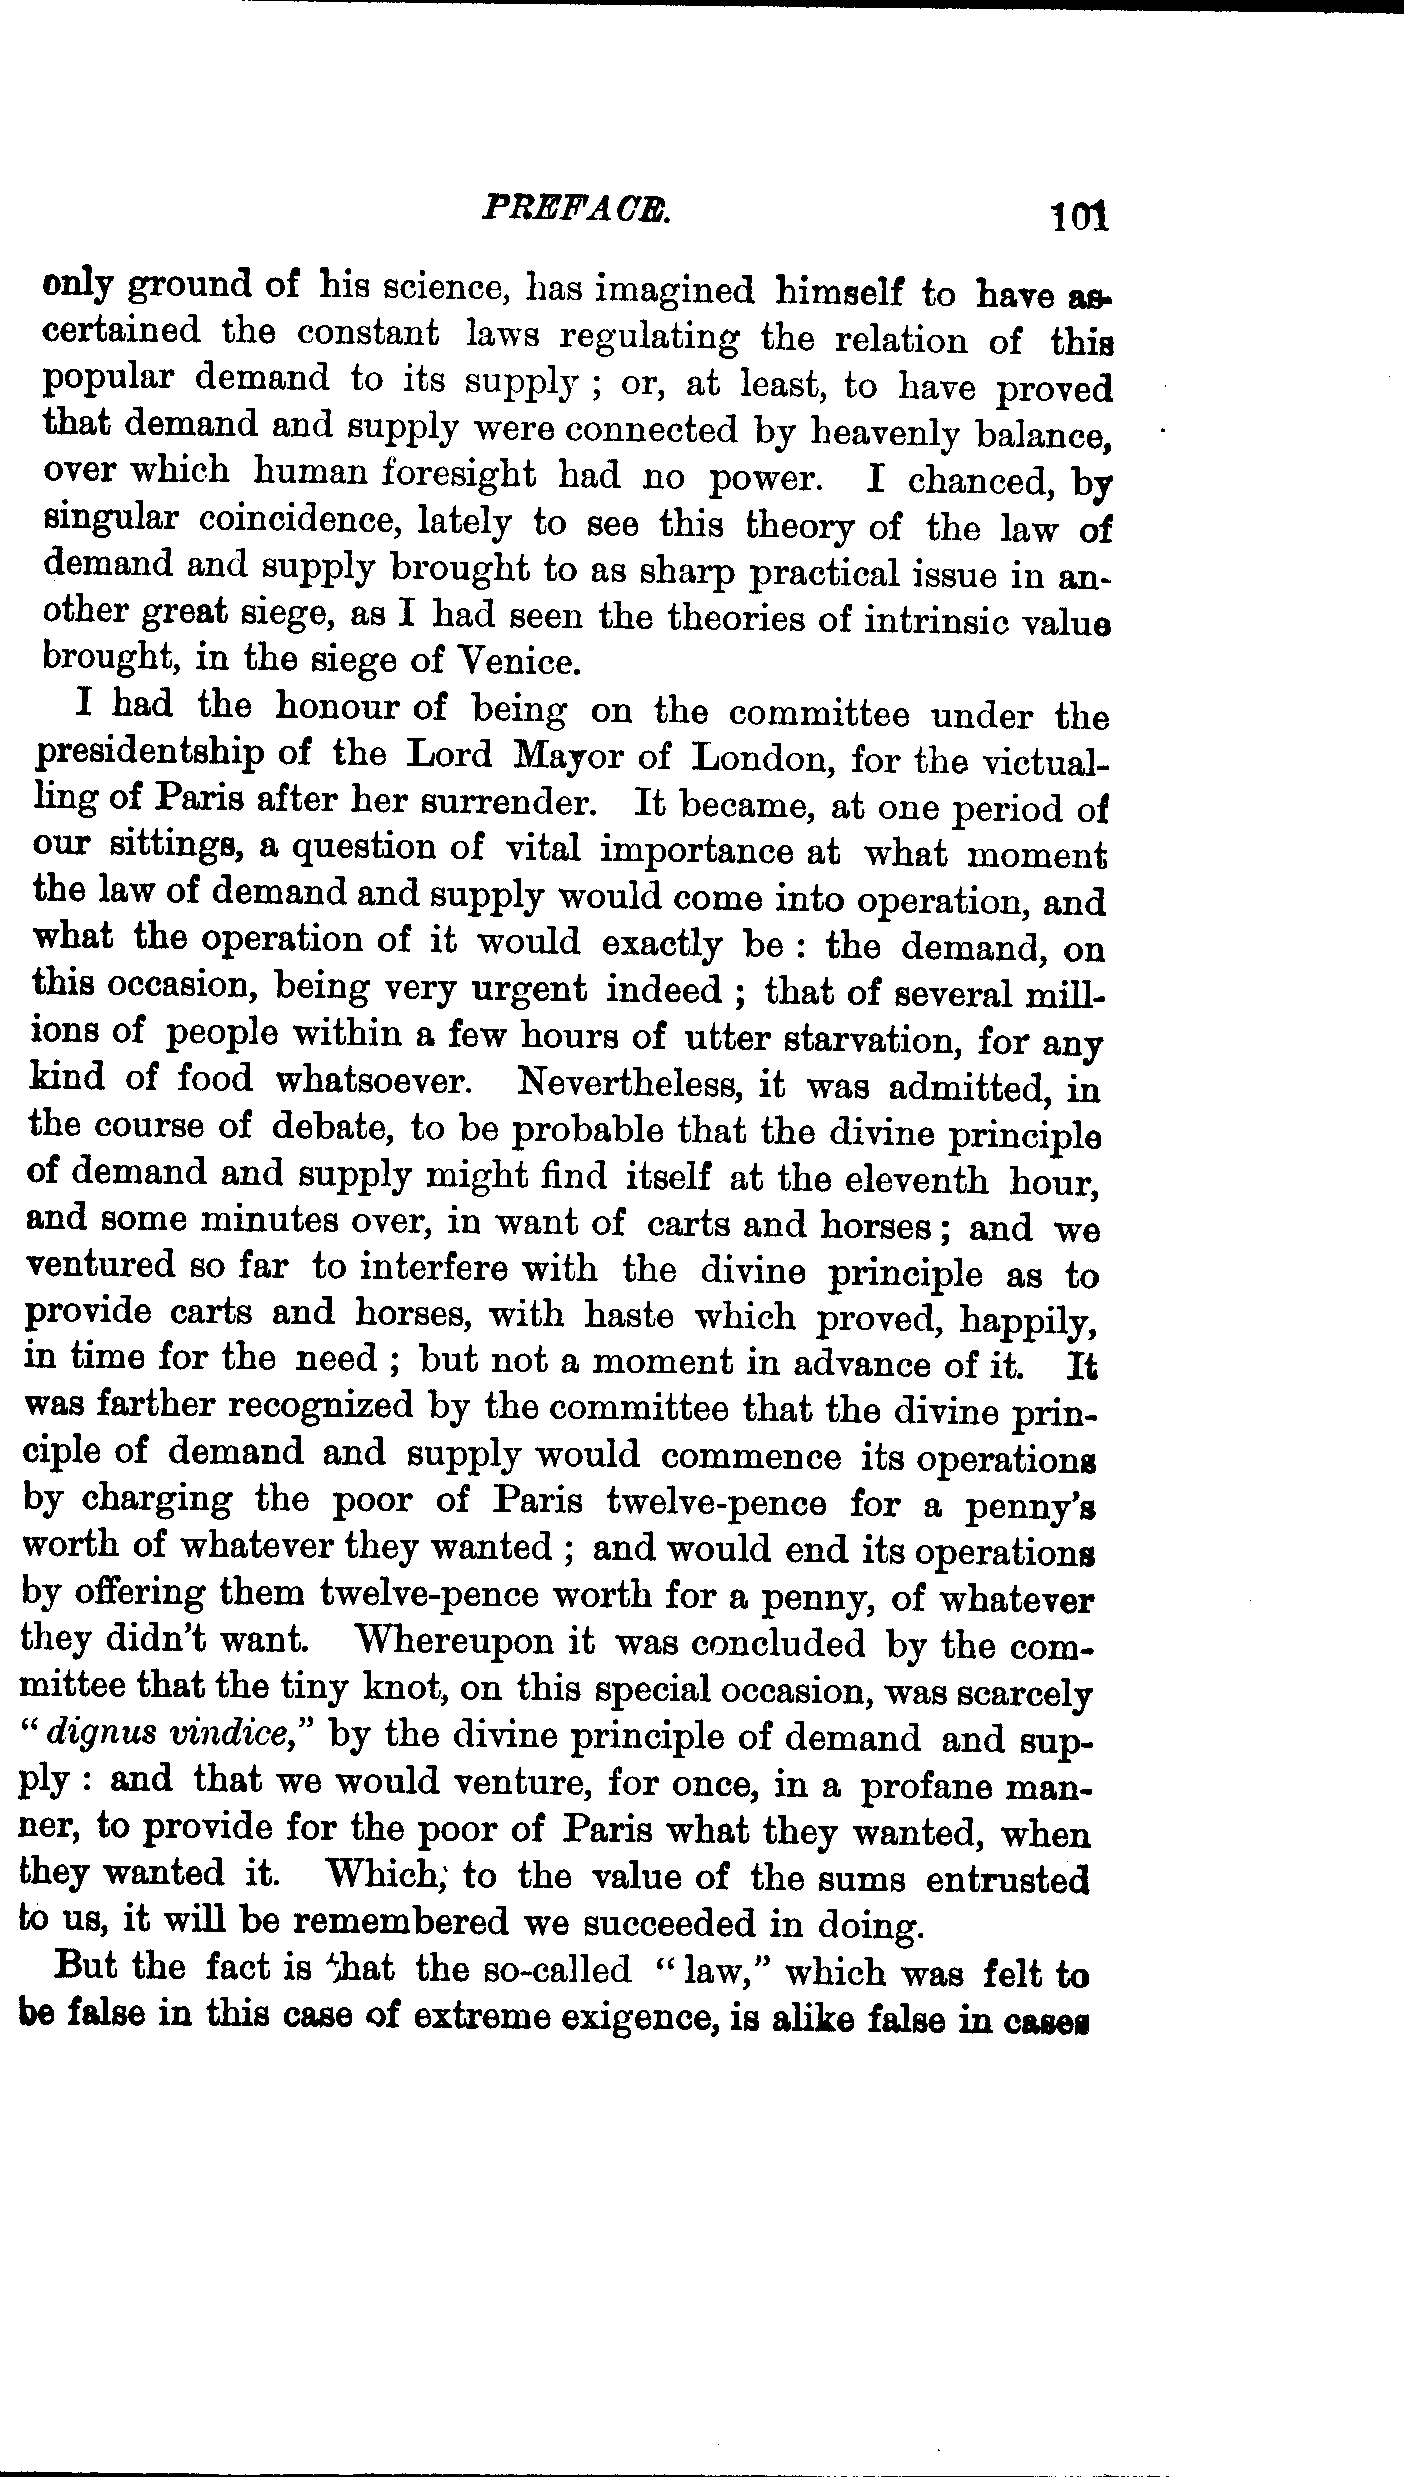 PREFACE. 101
only ground of his science, has imagined himself to have as-
certained the constant laws regulating the relation of this
popular demand to its supply ; or, at least, to have proved
that demand and supply were connected by heavenly balance,
over which human foresight had no power. I chanced, by
singular coincidence, lately to see this theory of the law of
demand and supply brought to as sharp practical issue in an-
other great siege, as I had seen the theories of intrinsic value
brought, in the siege of Venice.
I had the honour of being on the committee under the
presidentship of the Lord Mayor of London, for the victual-
ling of Paris after her surrender. It became, at one period of
our sittings, a question of vital importance at what moment
the law of demand and supply would come into operation, and
what the operation of it would exactly be : the demand, on
this occasion, being very urgent indeed ; that of several mill-
ions of people within a few hours of utter starvation, for any
kind of food whatsoever. Nevertheless, it was admitted, in
the course of debate, to be probable that the divine principle
of demand and supply might find itself at the eleventh hour,
and some minutes over, in want of carts and horses ; and we
ventured so far to interfere with the divine principle as to
provide carts and horses, with haste which proved, happily,
in time for the need ; but not a moment in advance of it. It
was farther recognized by the committee that the divine prin-
ciple of demand and supply would commence its operations
by charging the poor of Paris twelve-pence for a penny's
worth of whatever they wanted ; and would end its operations
by offering them twelve-pence worth for a penny, of whatever
they didn't want. Whereupon it was concluded by the com-
mittee that the tiny knot, on this special occasion, was scarcely
" dignus vindice," by the divine principle of demand and sup-
ply : and that we would venture, for once, in a profane man-
ner, to provide for the poor of Paris what they wanted, when
they wanted it. Which, to the value of the sums entrusted
to us, it will be remembered we succeeded in doing.
But the fact is that the so-called " law," which was felt to
be false in this case of extreme exigence, is alike false in cases